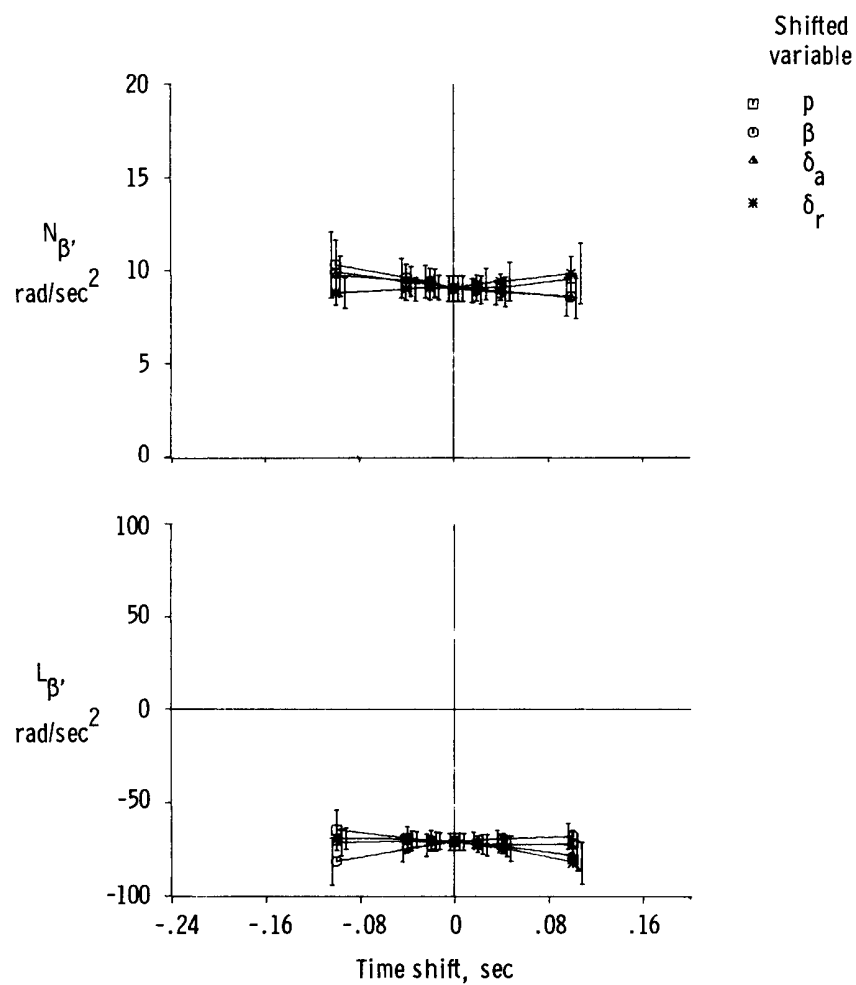 Shifted
variable
p
β
δa
δr
20
15
10
5
0
Nβ,
rad/sec2
100
50
0
-50
-100
Lβ,
rad/sec2
-.24 -.16 -.08 0 .08 .16
Time shift, sec